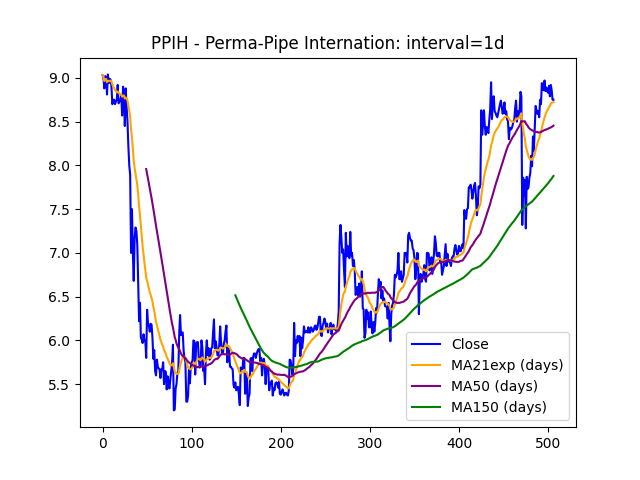 PPIH - Perma-Pipe Internation: interval=1d
9.0
8.5
8.0
7.5
7.0
6.5
6.0
5.5
Close
MA21exp (days)
MA50 (days)
MA150 (days)
0 100 200 300 400 500